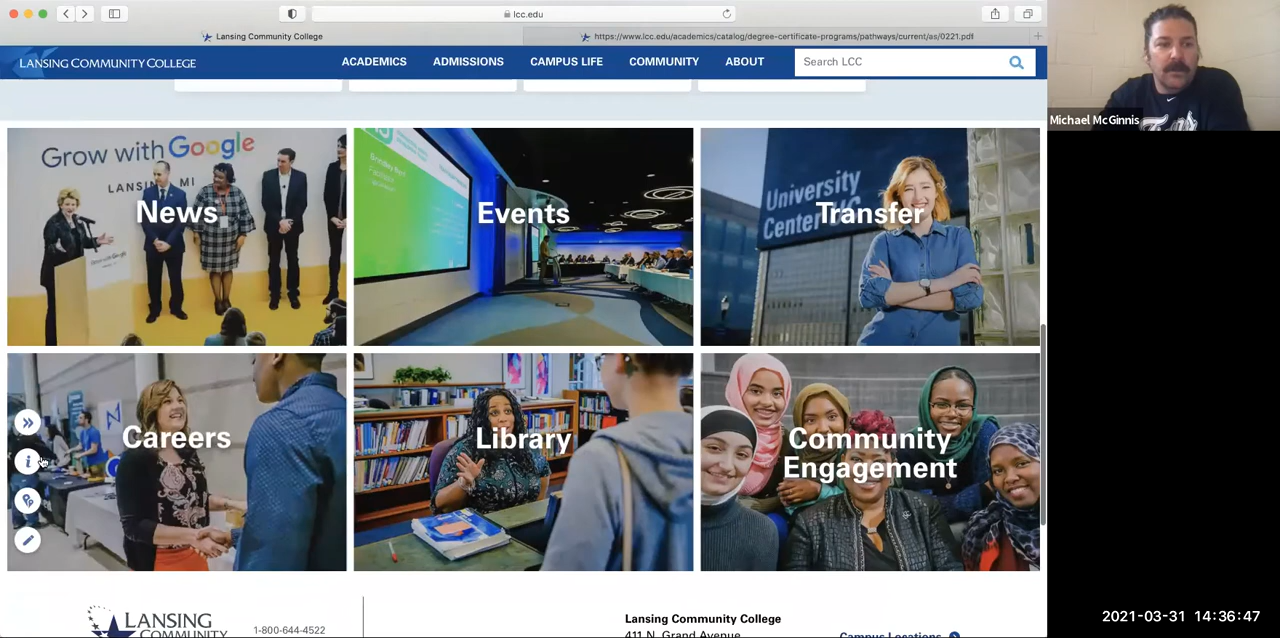 lcc.edu
Lansing Community College
https://www.lcc.edu/academics/catalog/degree-certificate-programs/pathways/current/as/0221.pdf
LANSING COMMUNITY COLLEGE
ACADEMICS
ADMISSIONS
CAMPUS LIFE
COMMUNITY
ABOUT
Search LCC
Michael McGinnis
Grow with Google
MI
News
Events
University
Center
Transfer
Careers
Library
Community
Engagement
LANSING
COMMUNITY
1-800-644-4522
Lansing Community College
411 N. Grand Avenue
Campus Locations
2021-03-31 14:36:47